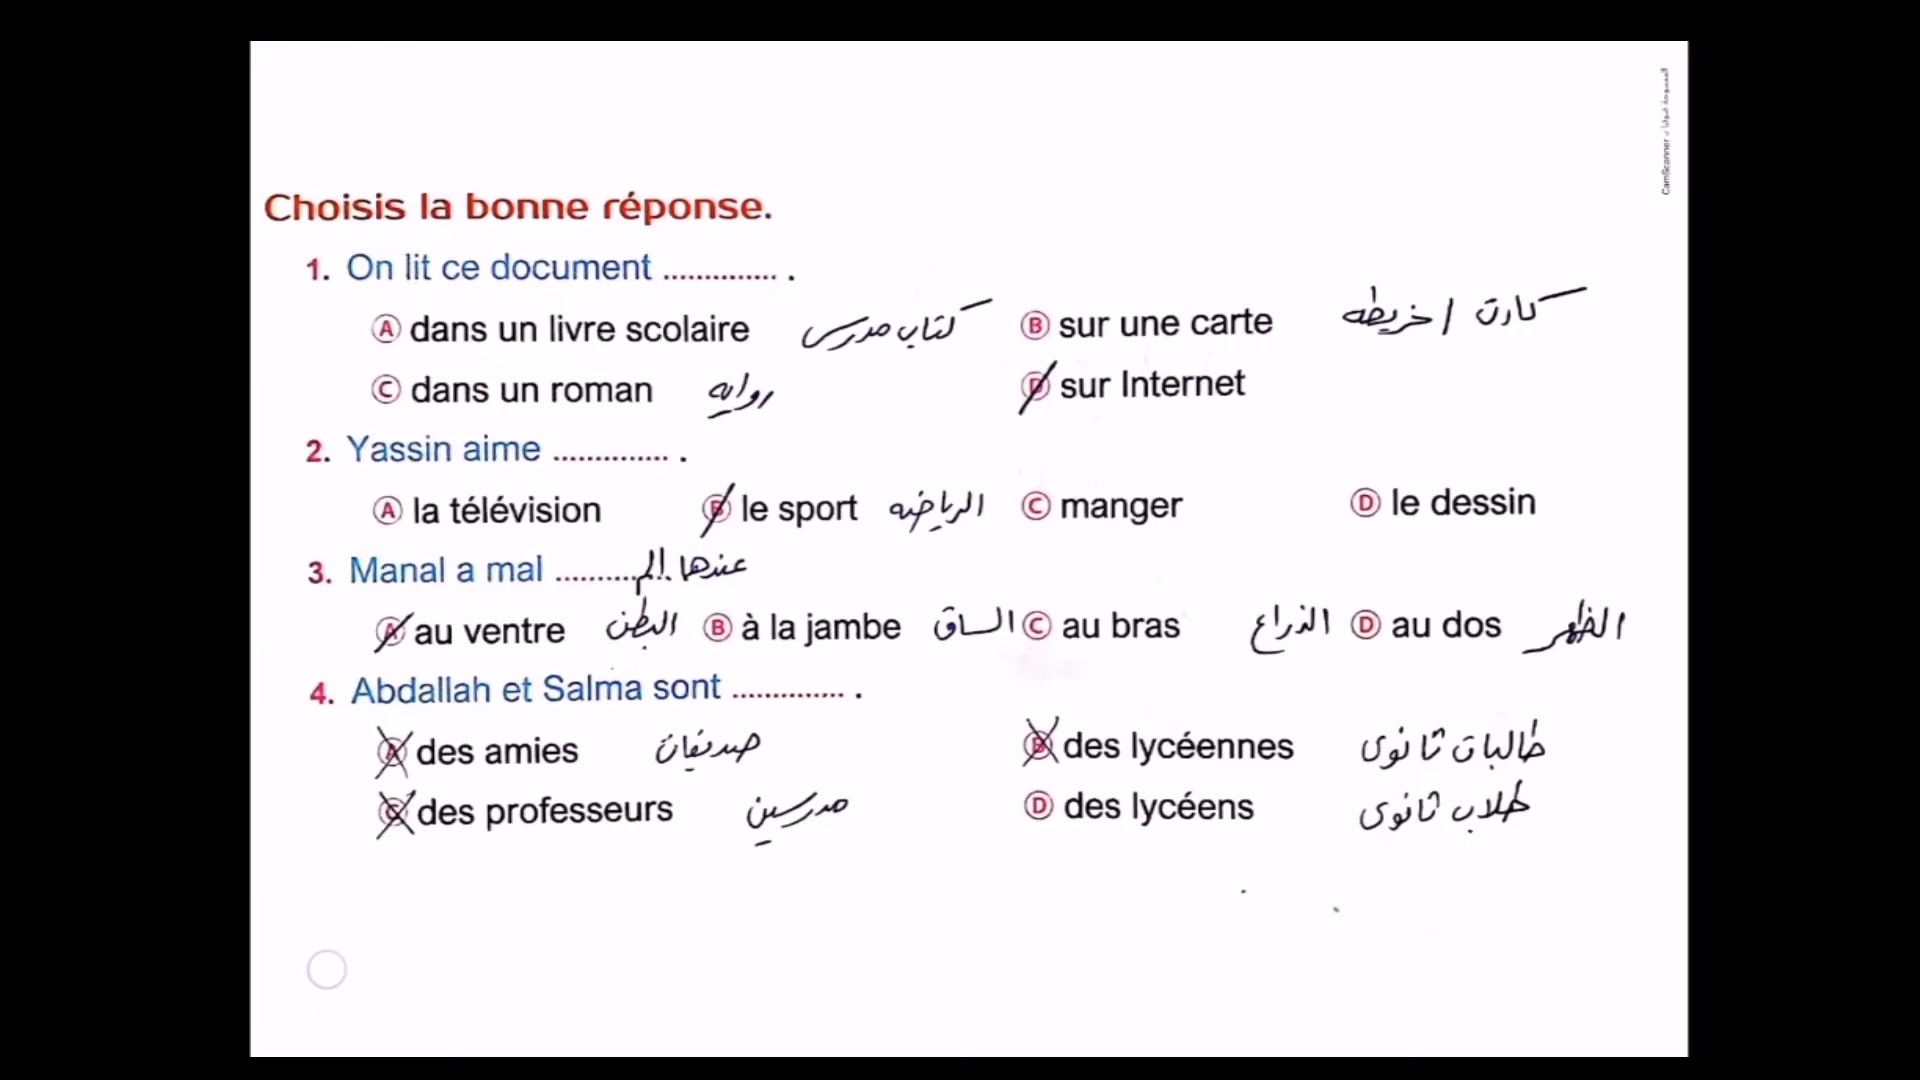 Choisis la bonne réponse.
1. On lit ce document .............. .
A dans un livre scolaire كتاب مدرسى B sur une carte كارت / خريطه
C dans un roman روايه D sur Internet
2. Yassin aime .............. .
A la télévision B le sport الرياضه C manger D le dessin
3. Manal a mal .............. عندها الم
A au ventre البطن B à la jambe الساق C au bras الذراع D au dos الظهر
4. Abdallah et Salma sont .............. .
A des amies صديقات B des lycéennes طالبات ثانوى
C des professeurs مدرسين D des lycéens طلاب ثانوى
CamScanner